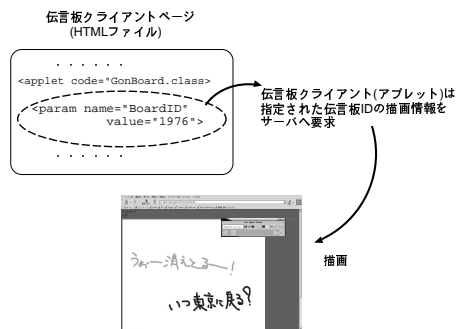 伝言板クライアントページ
(HTMLファイル)
・・・・・・
<applet code="GonBoard.class>
<param name="BoardID"
value="1976">
・・・・・・
伝言板クライアント(アプレット)は
指定された伝言板IDの描画情報を
サーバへ要求
描画
うぉー消えてるー!
いつ東京に戻る?